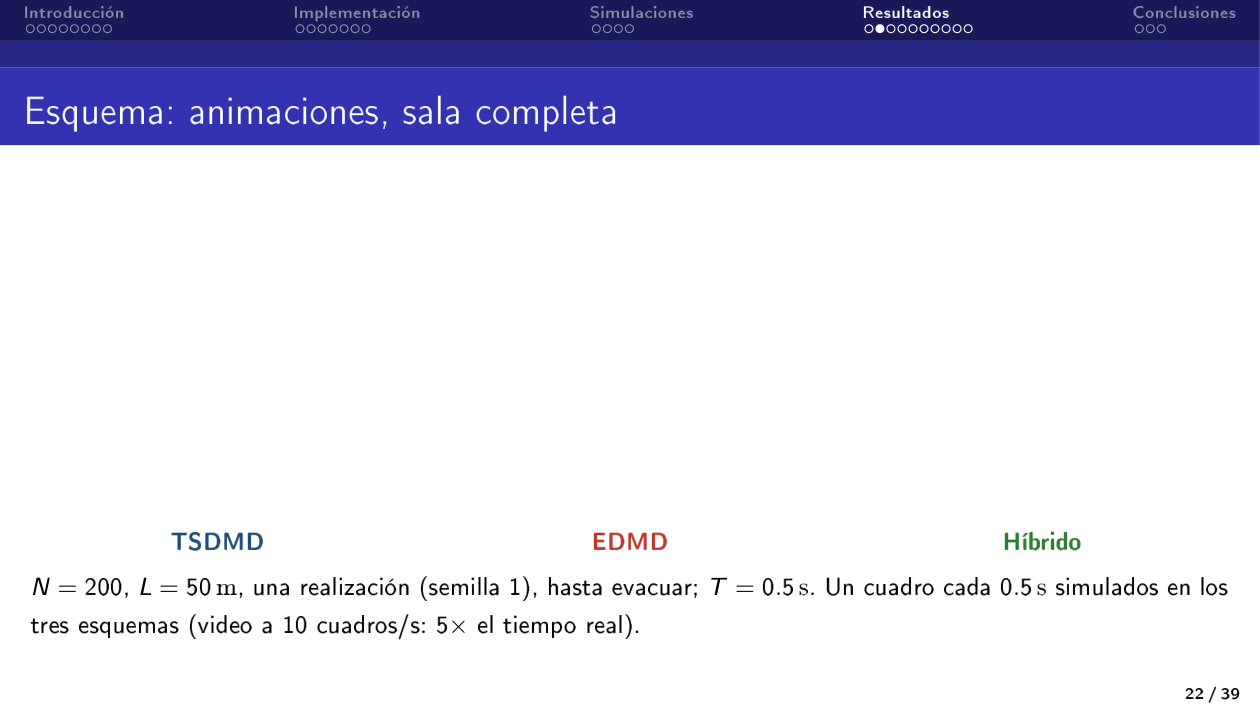 Introducción Implementación Simulaciones Resultados Conclusiones
Esquema: animaciones, sala completa
TSDMD EDMD Híbrido
N = 200, L = 50 m, una realización (semilla 1), hasta evacuar; T = 0.5 s. Un cuadro cada 0.5 s simulados en los
tres esquemas (video a 10 cuadros/s: 5× el tiempo real).
22 / 39